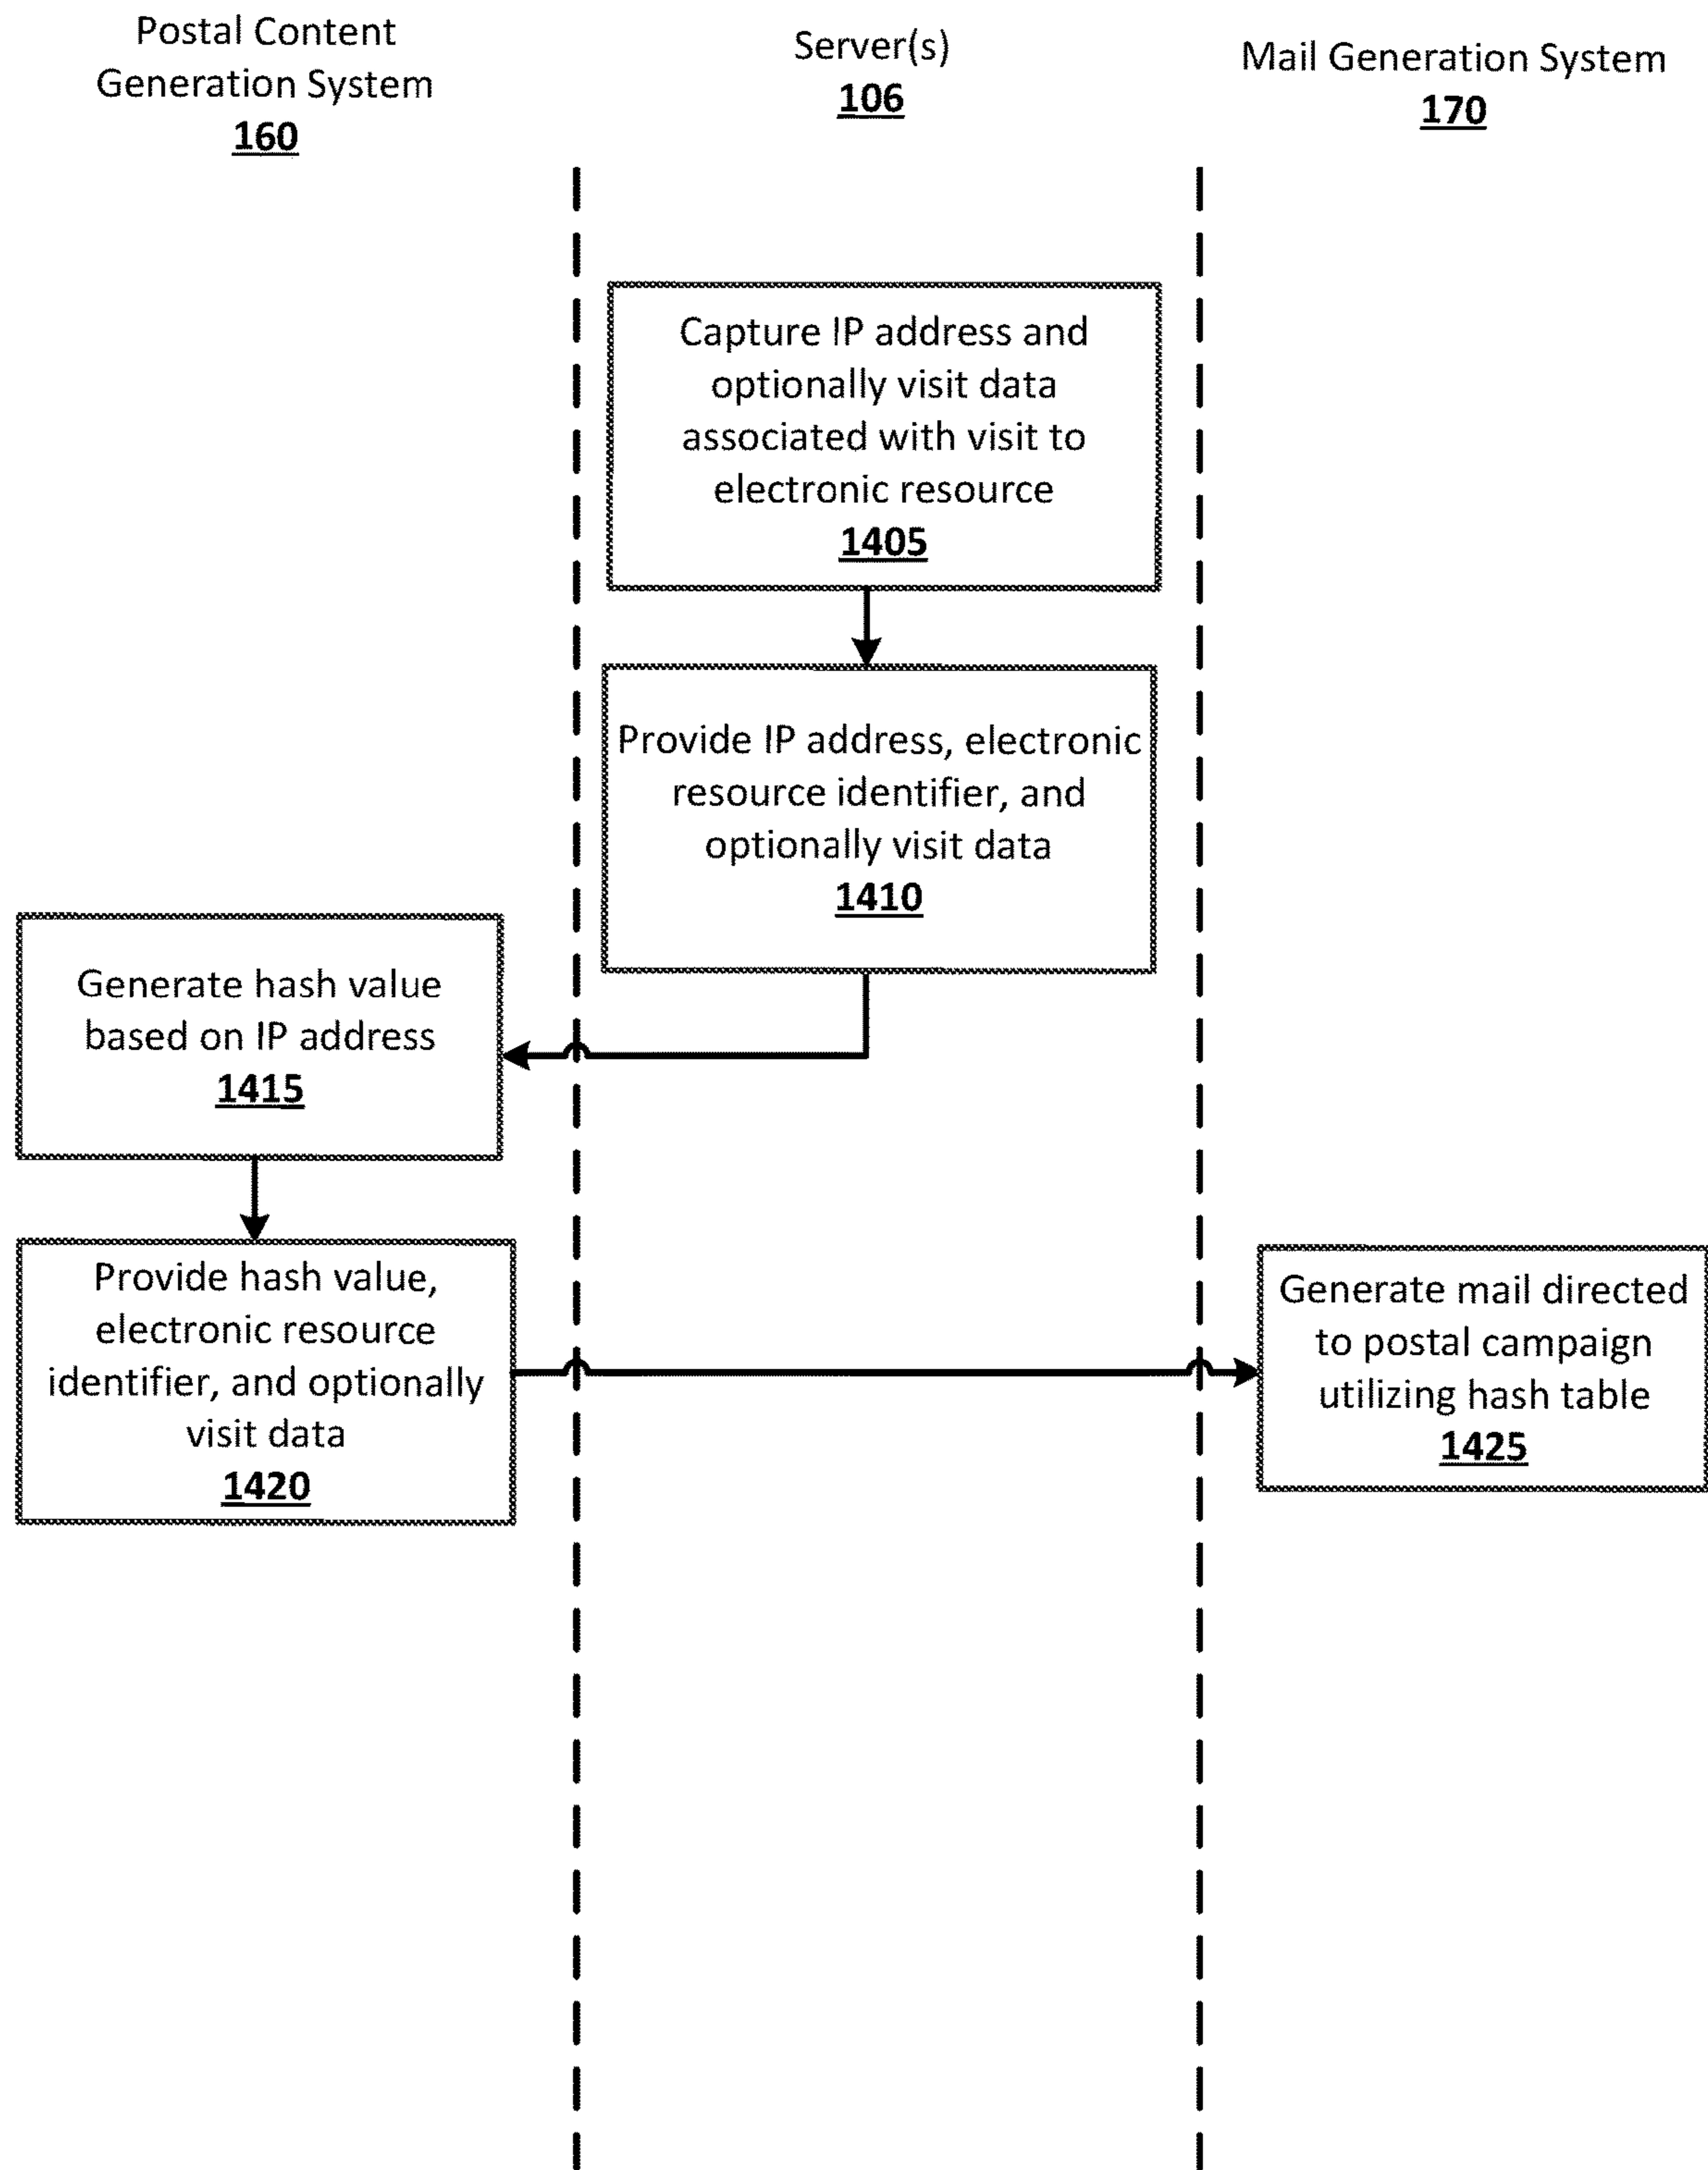 Postal Content
Generation System
160
Server(s)
106
Mail Generation System
170
Capture IP address and
optionally visit data
associated with visit to
electronic resource
1405
Provide IP address, electronic
resource identifier, and
optionally visit data
1410
Generate hash value
based on IP address
1415
Provide hash value,
electronic resource
identifier, and optionally
visit data
1420
Generate mail directed
to postal campaign
utilizing hash table
1425